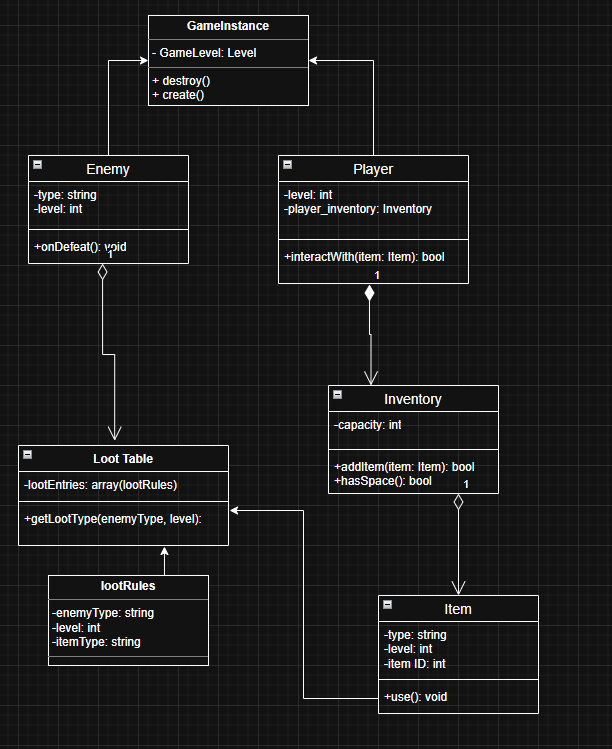 GameInstance
- GameLevel: Level
+ destroy()
+ create()
Enemy
-type: string
-level: int
+onDefeat(): void
1
Player
-level: int
-player_inventory: Inventory
+interactWith(item: Item): bool
1
Inventory
-capacity: int
+addItem(item: Item): bool
+hasSpace(): bool
1
Loot Table
-lootEntries: array(lootRules)
+getLootType(enemyType, level):
lootRules
-enemyType: string
-level: int
-itemType: string
Item
-type: string
-level: int
-item ID: int
+use(): void